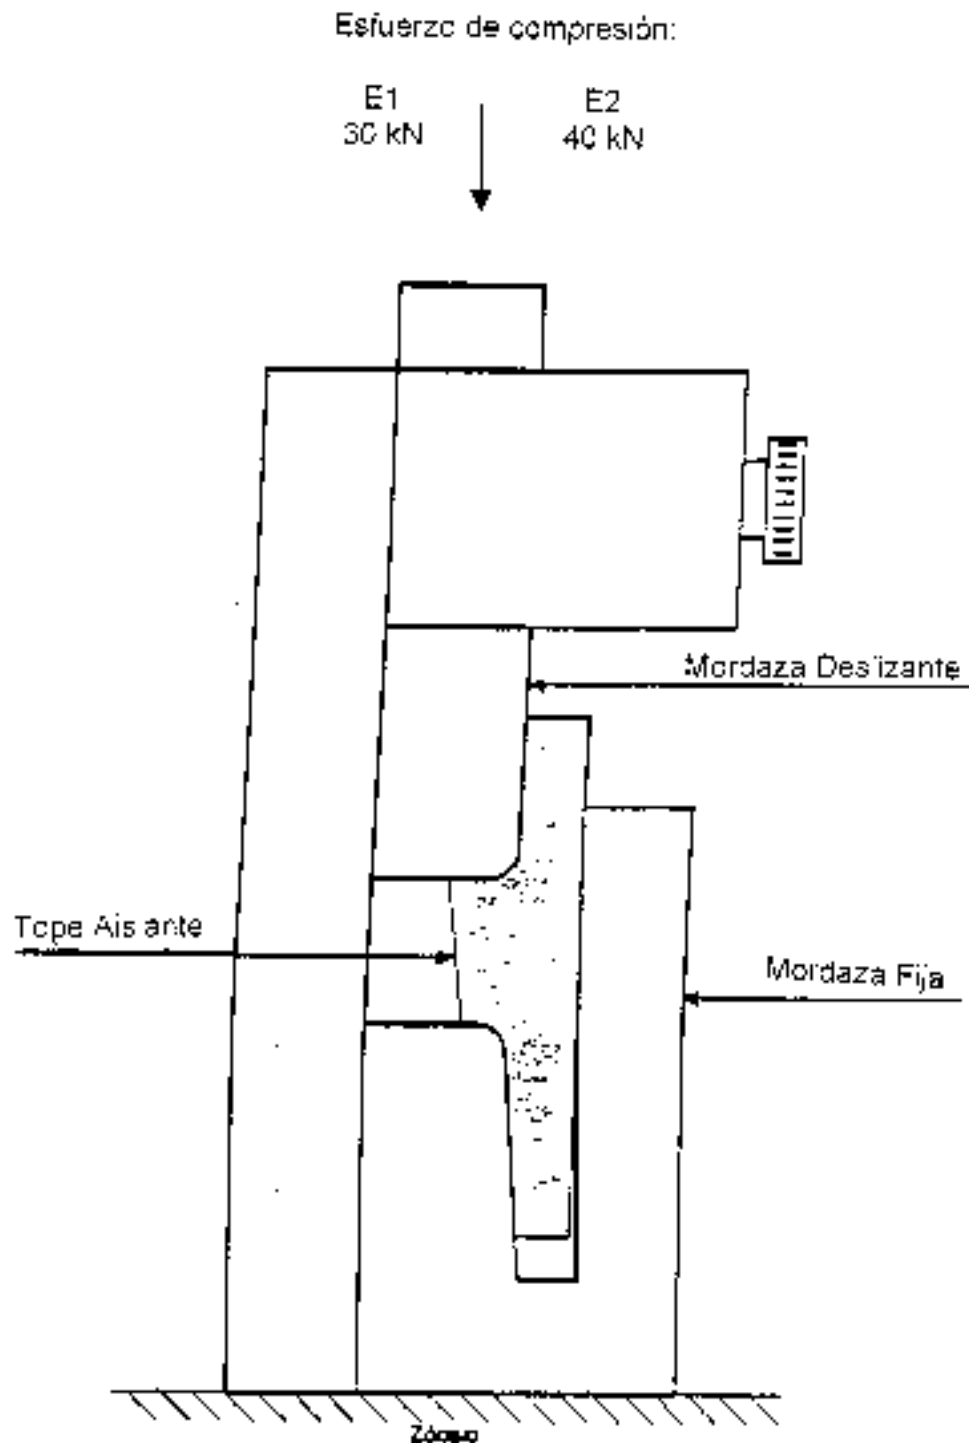 Esfuerzo de compresión:
E1 E2
30 kN 40 kN
Mordaza Deslizante
Tope Aislante
Mordaza Fija